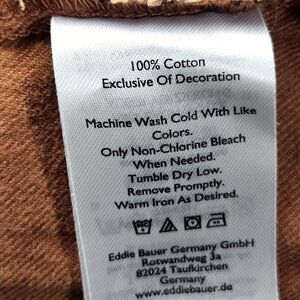 100% Cotton
Exclusive Of Decoration
Machine Wash Cold With Like
Colors.
Only Non-Chlorine Bleach
When Needed.
Tumble Dry Low.
Remove Promptly.
Warm Iron As Desired.
Eddie Bauer Germany GmbH
Rotwandweg 3a
82024 Taufkirchen
Germany
www.eddiebauer.de